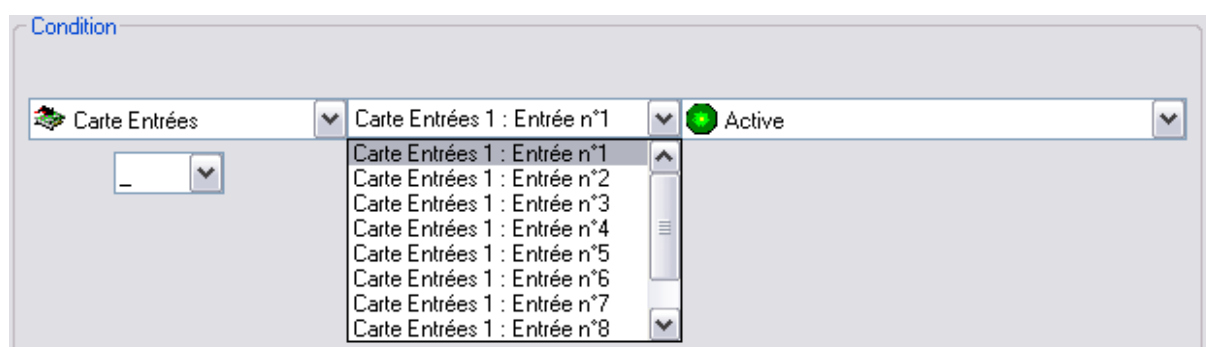 Condition
Carte Entrées
Carte Entrées 1 : Entrée n°1
Active
_
Carte Entrées 1 : Entrée n°1
Carte Entrées 1 : Entrée n°2
Carte Entrées 1 : Entrée n°3
Carte Entrées 1 : Entrée n°4
Carte Entrées 1 : Entrée n°5
Carte Entrées 1 : Entrée n°6
Carte Entrées 1 : Entrée n°7
Carte Entrées 1 : Entrée n°8